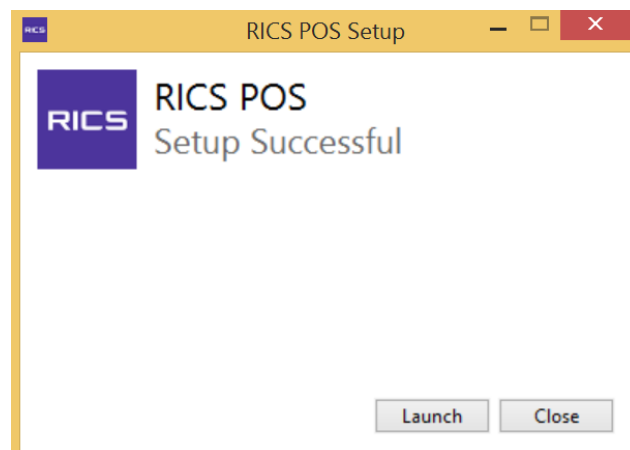 RICS
RICS POS Setup
RICS
RICS POS
Setup Successful
Launch
Close